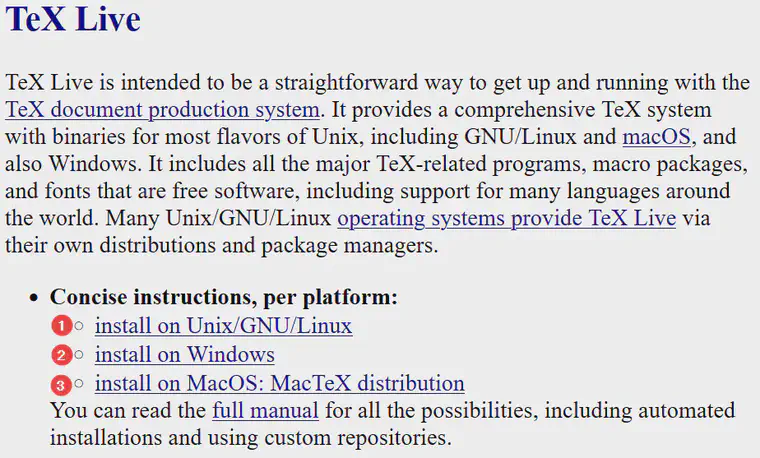 TeX Live
TeX Live is intended to be a straightforward way to get up and running with the
TeX document production system. It provides a comprehensive TeX system
with binaries for most flavors of Unix, including GNU/Linux and macOS, and
also Windows. It includes all the major TeX-related programs, macro packages,
and fonts that are free software, including support for many languages around
the world. Many Unix/GNU/Linux operating systems provide TeX Live via
their own distributions and package managers.
• Concise instructions, per platform:
1 ○ install on Unix/GNU/Linux
2 ○ install on Windows
3 ○ install on MacOS: MacTeX distribution
You can read the full manual for all the possibilities, including automated
installations and using custom repositories.